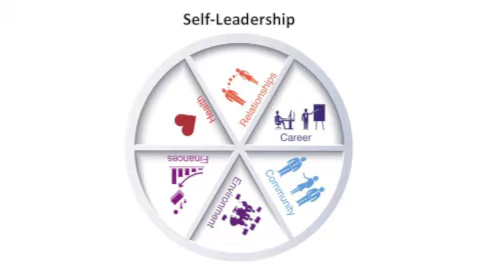 Self-Leadership
Relationships
Career
Community
Environment
Finances
Health